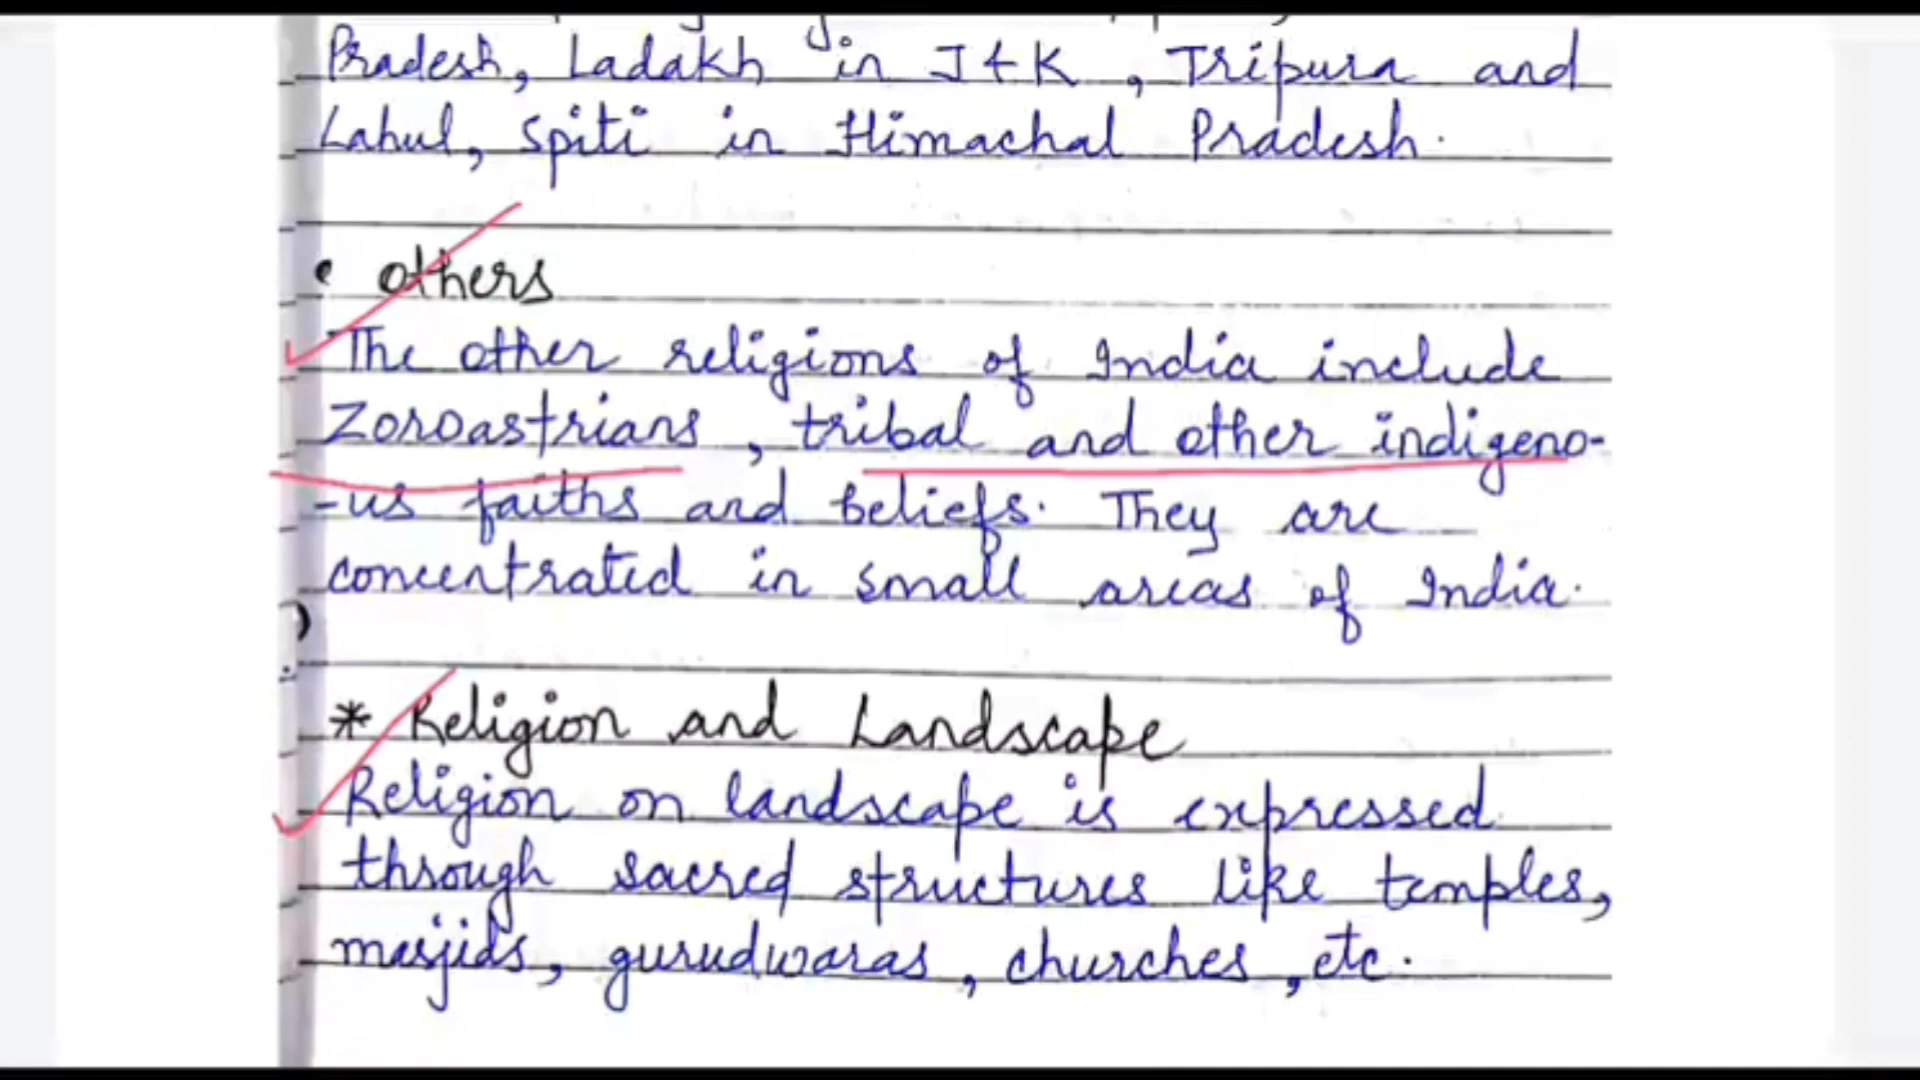 Pradesh, Ladakh in J&K, Tripura and
Lahul, Spiti in Himachal Pradesh.
• Others
The other religions of India include
Zoroastrians, tribal and other indigeno-
-us faiths and beliefs. They are
concentrated in small areas of India.
* Religion and Landscape
Religion on landscape is expressed
through sacred structures like temples,
masjids, gurudwaras, churches, etc.